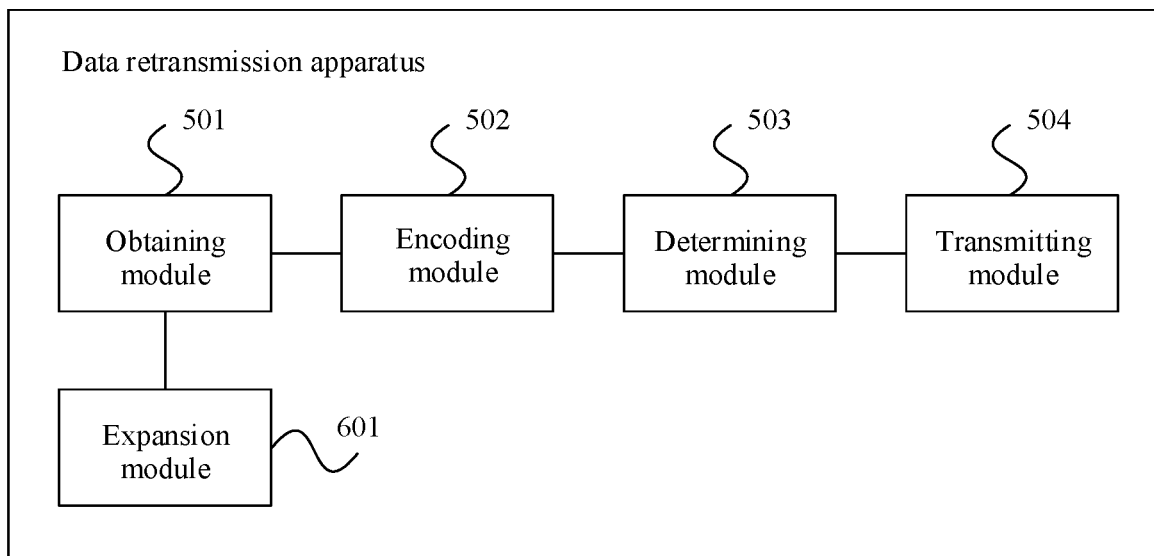 Data retransmission apparatus
501
502
503
504
Obtaining
module
Encoding
module
Determining
module
Transmitting
module
Expansion
module
601